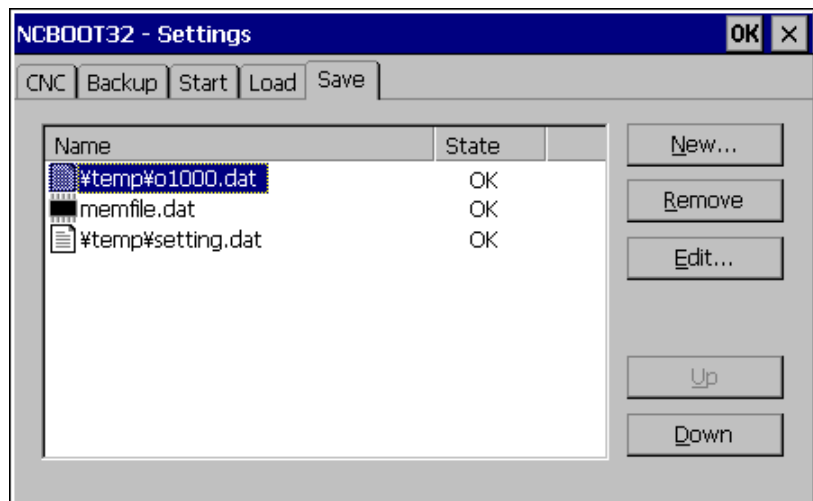 NCBOOT32 - Settings OK ×
CNC Backup Start Load Save
Name State
¥temp¥o1000.dat OK
memfile.dat OK
¥temp¥setting.dat OK
New...
Remove
Edit...
Up
Down